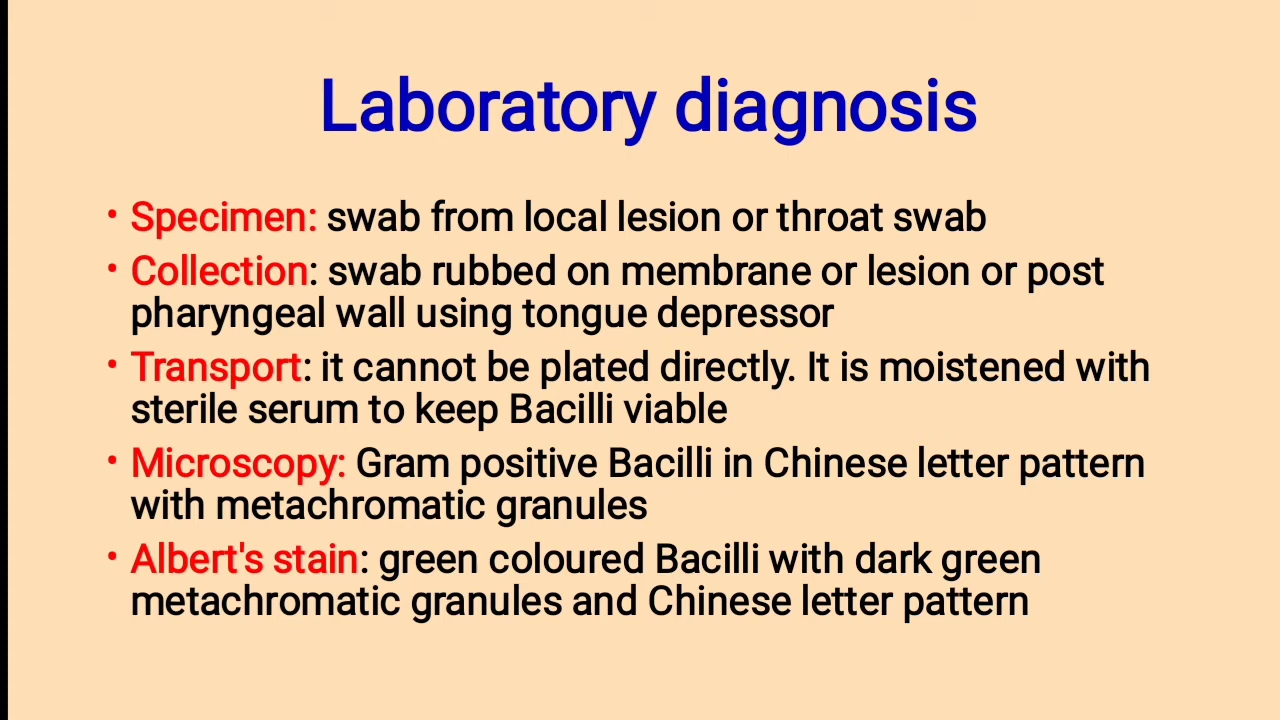 Laboratory diagnosis
• Specimen: swab from local lesion or throat swab
• Collection: swab rubbed on membrane or lesion or post
pharyngeal wall using tongue depressor
• Transport: it cannot be plated directly. It is moistened with
sterile serum to keep Bacilli viable
• Microscopy: Gram positive Bacilli in Chinese letter pattern
with metachromatic granules
• Albert's stain: green coloured Bacilli with dark green
metachromatic granules and Chinese letter pattern